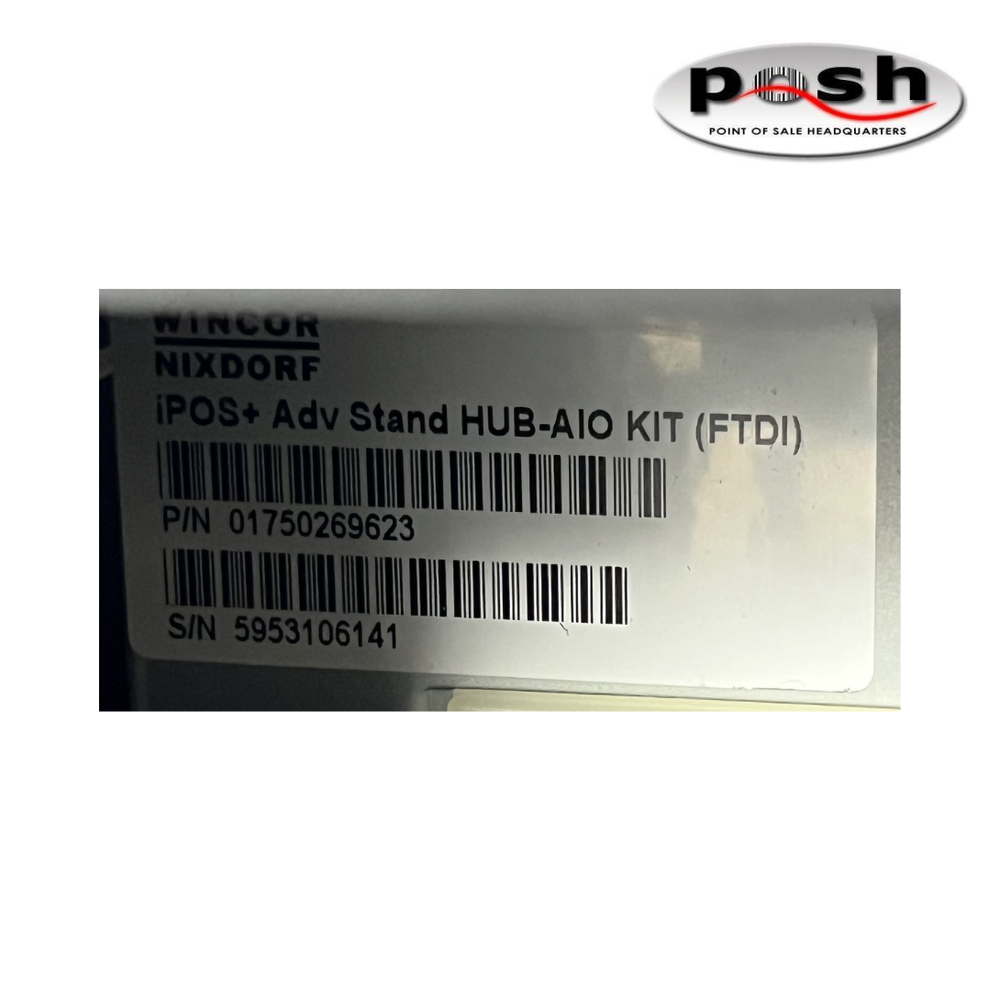 posh
POINT OF SALE HEADQUARTERS
WINCOR
NIXDORF
iPOS+ Adv Stand HUB-AIO KIT (FTDI)
P/N 01750269623
S/N 5953106141